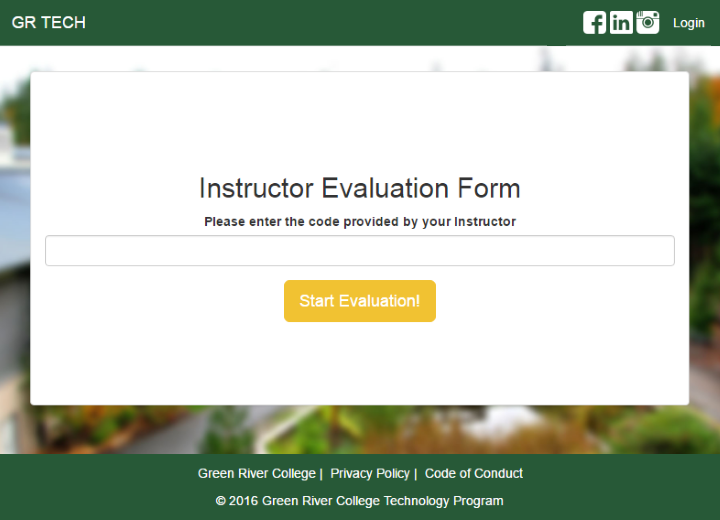 GR TECH
Login
Instructor Evaluation Form
Please enter the code provided by your Instructor
Start Evaluation!
Green River College | Privacy Policy | Code of Conduct
© 2016 Green River College Technology Program